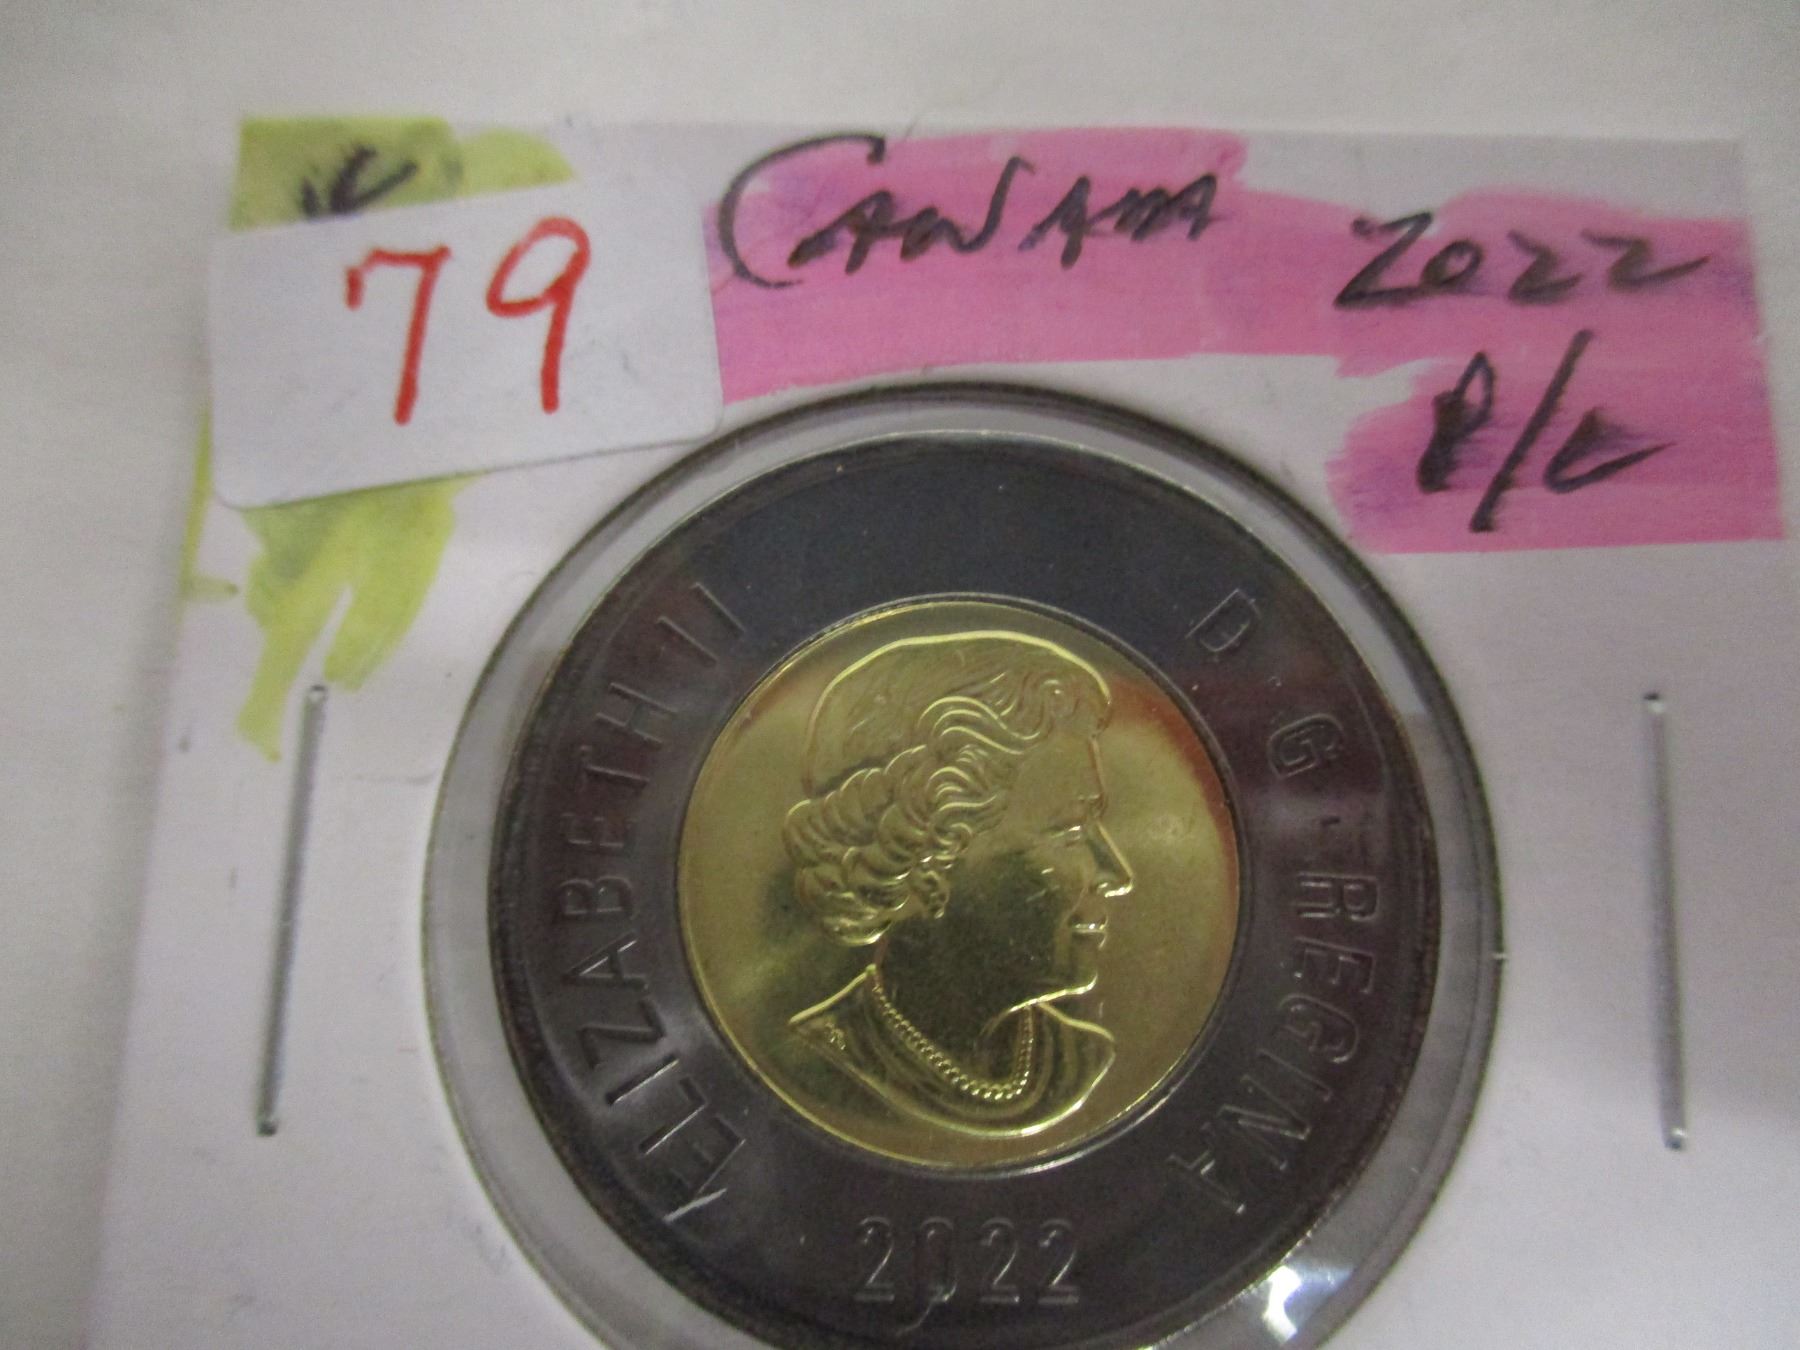 79
CANADA 2022
P/L
ELIZABETH II D·G·REGINA
2022